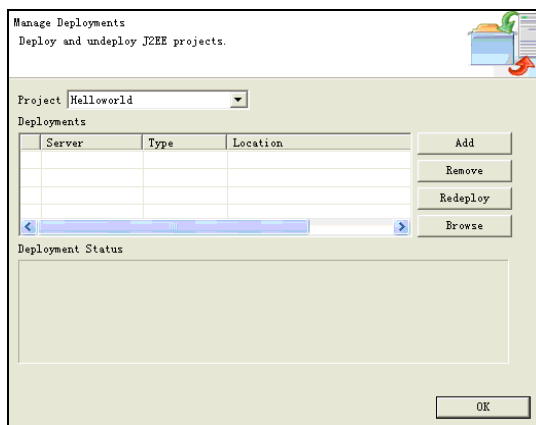 Manage Deployments
Deploy and undeploy J2EE projects.
Project Helloworld
Deployments
Server Type Location
Add
Remove
Redeploy
Browse
Deployment Status
OK